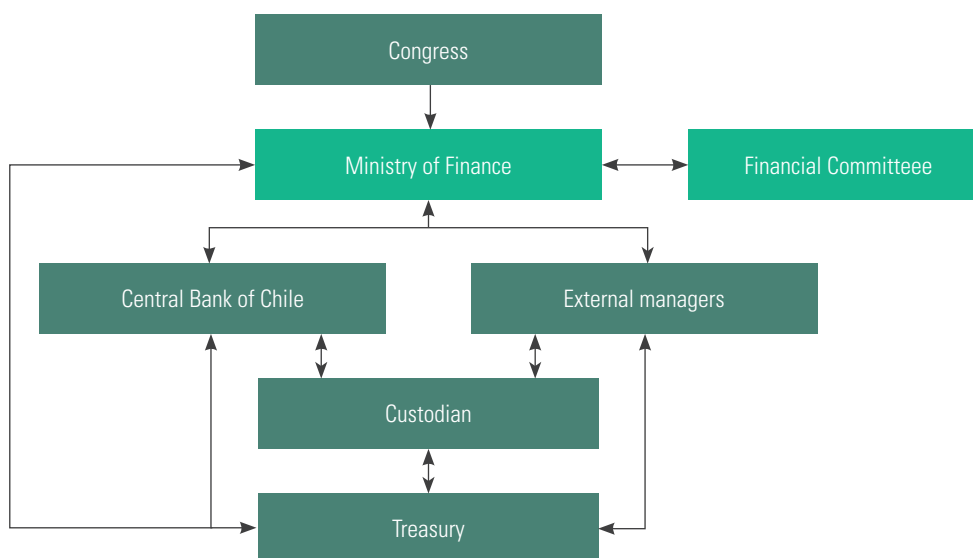 Congress
Ministry of Finance
Financial Committeee
Central Bank of Chile
External managers
Custodian
Treasury